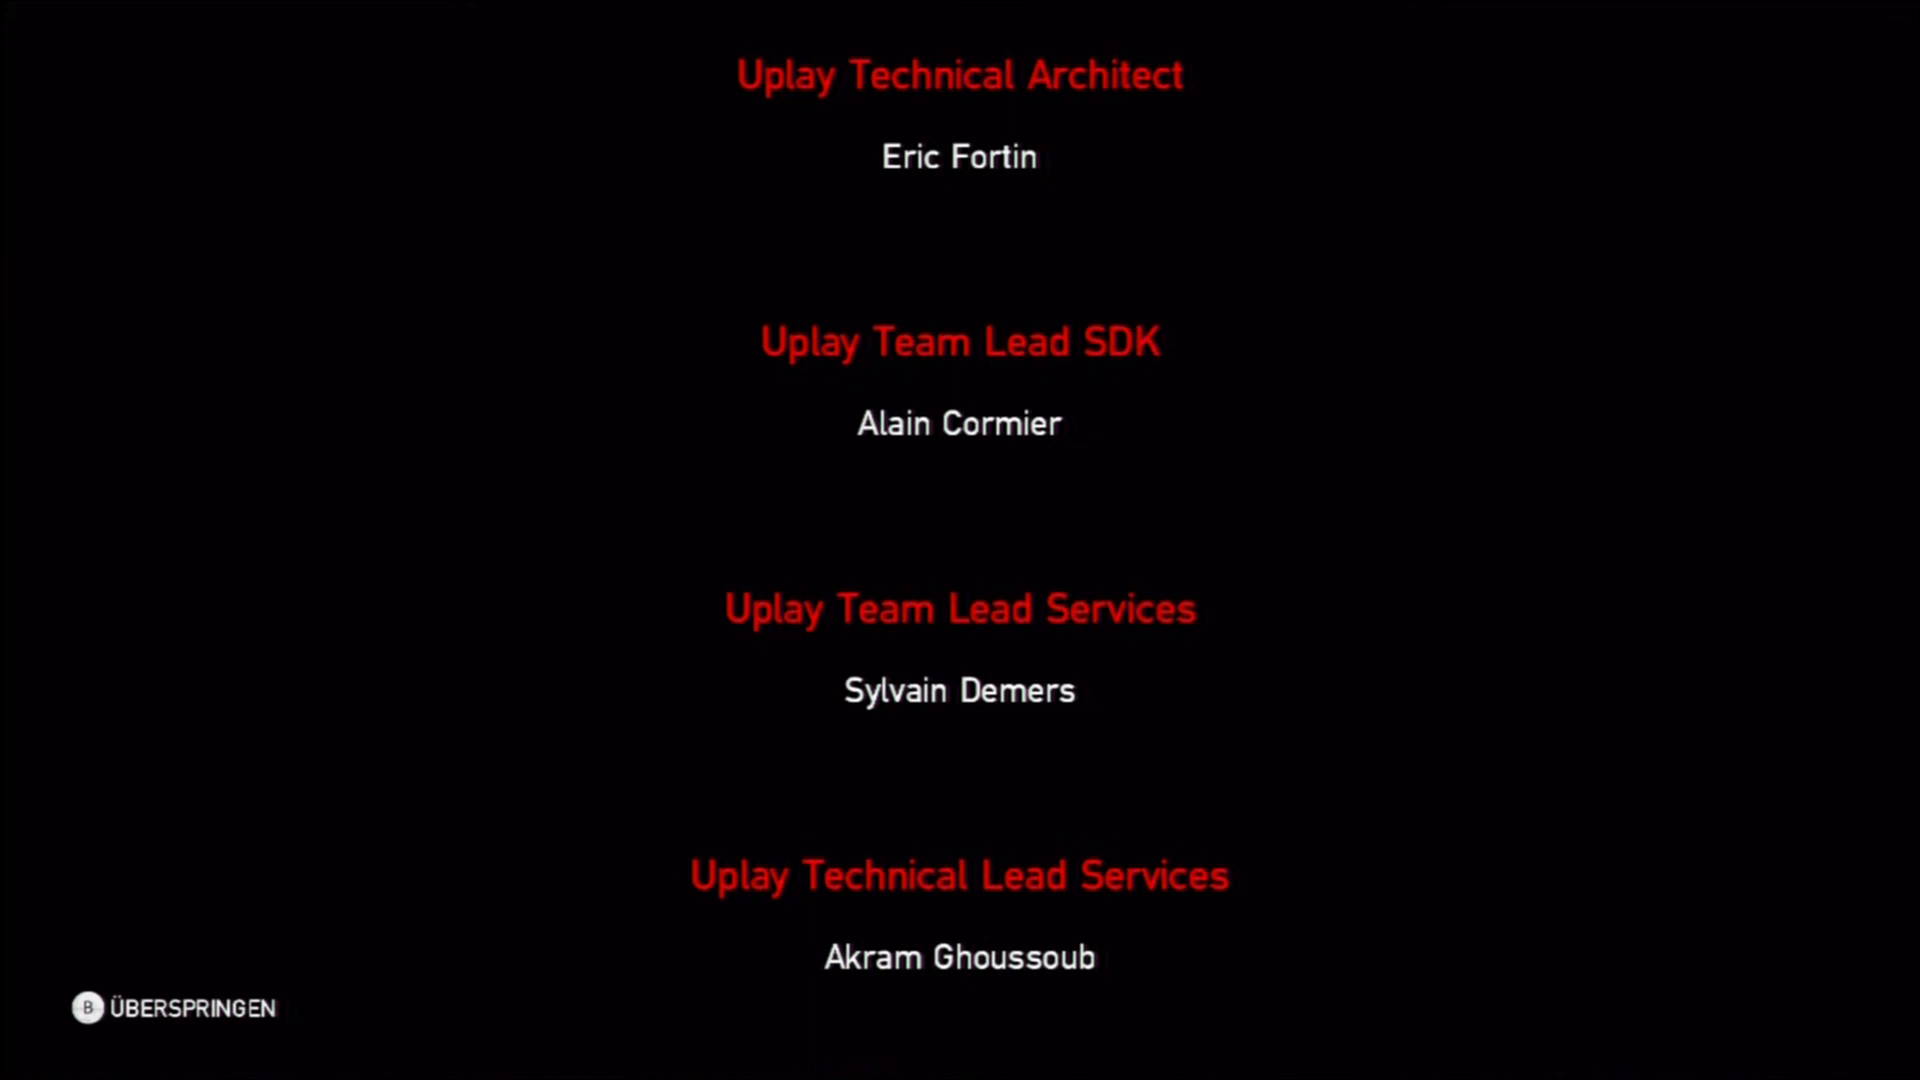 Uplay Technical Architect
Eric Fortin
Uplay Team Lead SDK
Alain Cormier
Uplay Team Lead Services
Sylvain Demers
Uplay Technical Lead Services
Akram Ghoussoub
B ÜBERSPRINGEN